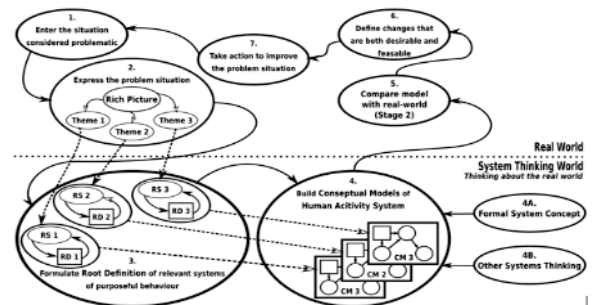 1.
Enter the situation
considered problematic
2.
Express the problem situation
Rich Picture
Theme 1
Theme 2
Theme 3
7.
Take action to improve
the problem situation
6.
Define changes that
are both desirable and
feasable
5.
Compare model
with real-world
(Stage 2)
Real World
System Thinking World
Thinking about the real world
RS 1
RD 1
RS 2
RD 2
RS 3
RD 3
3.
Formulate Root Definition of relevant systems
of purposeful behaviour
4.
Build Conseptual Models of
Human Acitivity System
CM 3
CM 2
CM 3
4A.
Formal System Concept
4B.
Other Systems Thinking